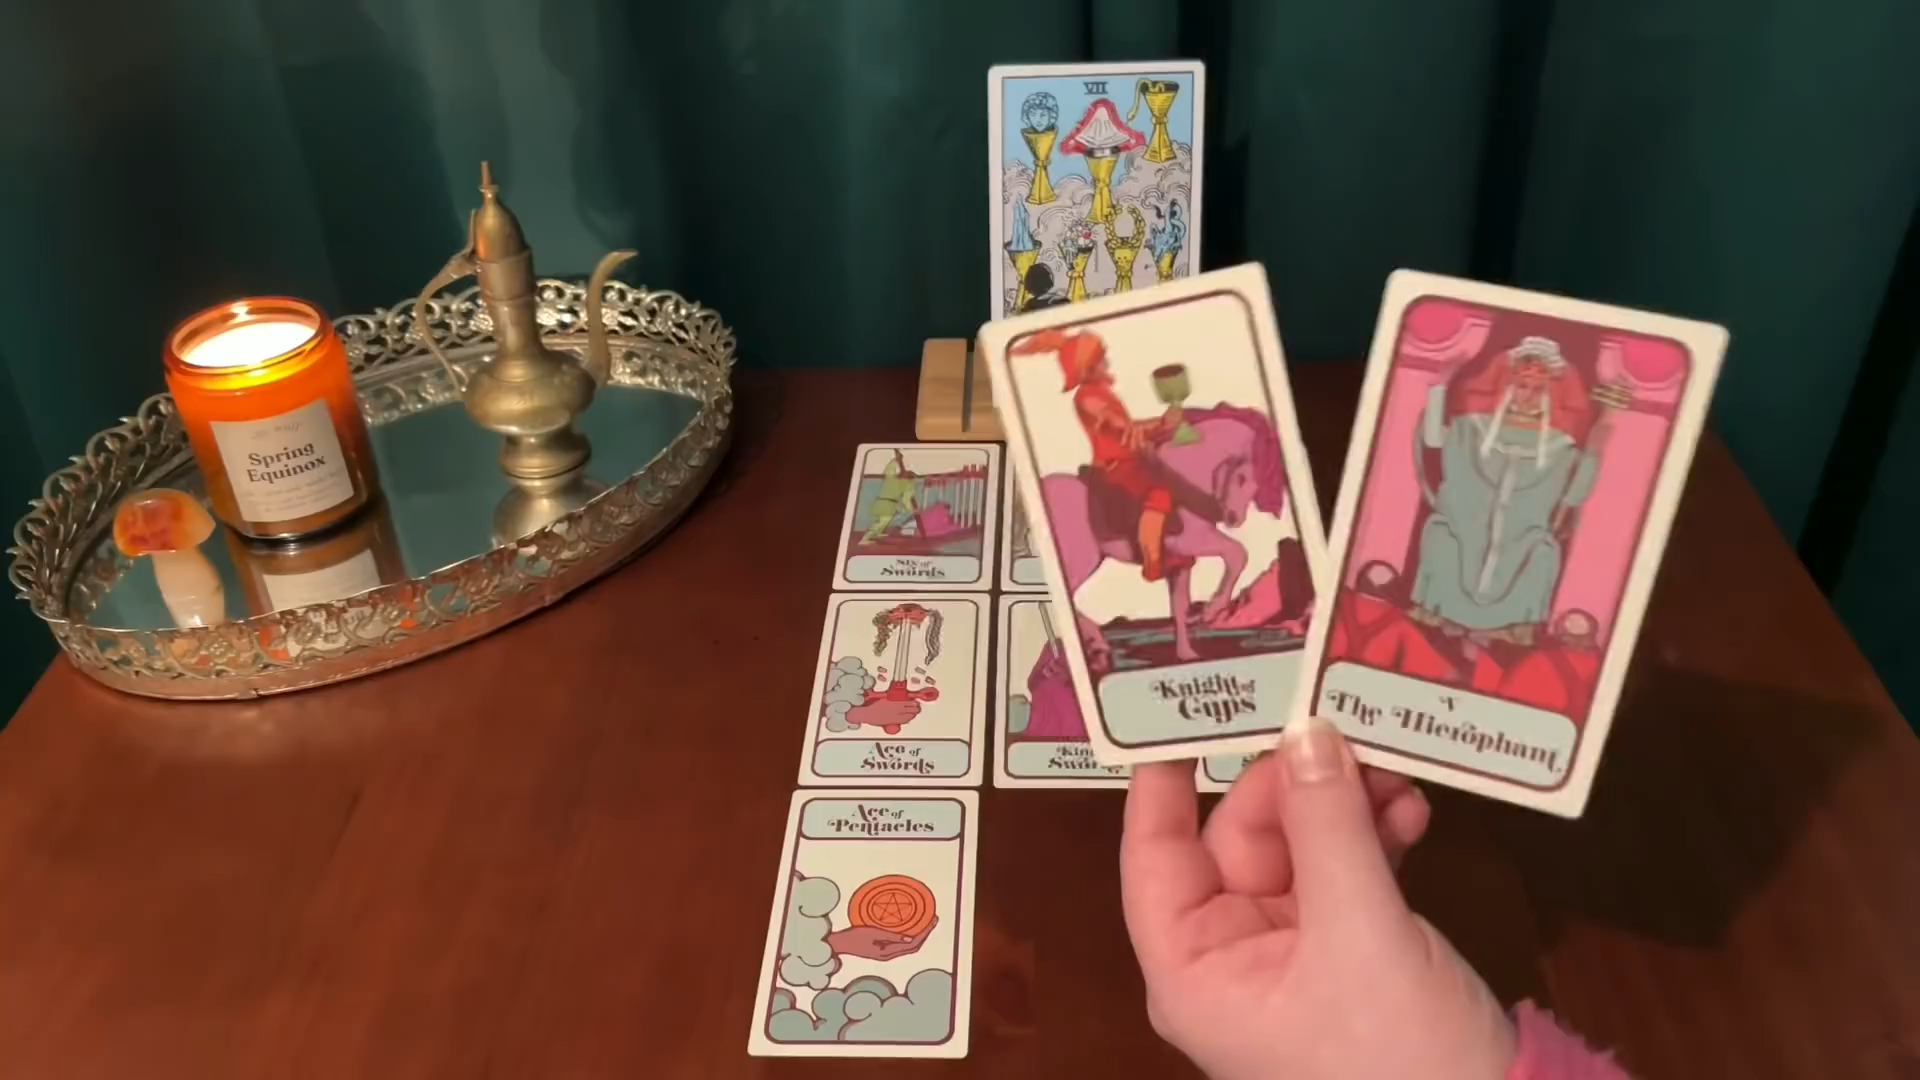 VII
Spring
Equinox
Six of
Swords
Ace of
Swords
Ace of
Pentacles
Knight of
Cups
V
The Hierophant